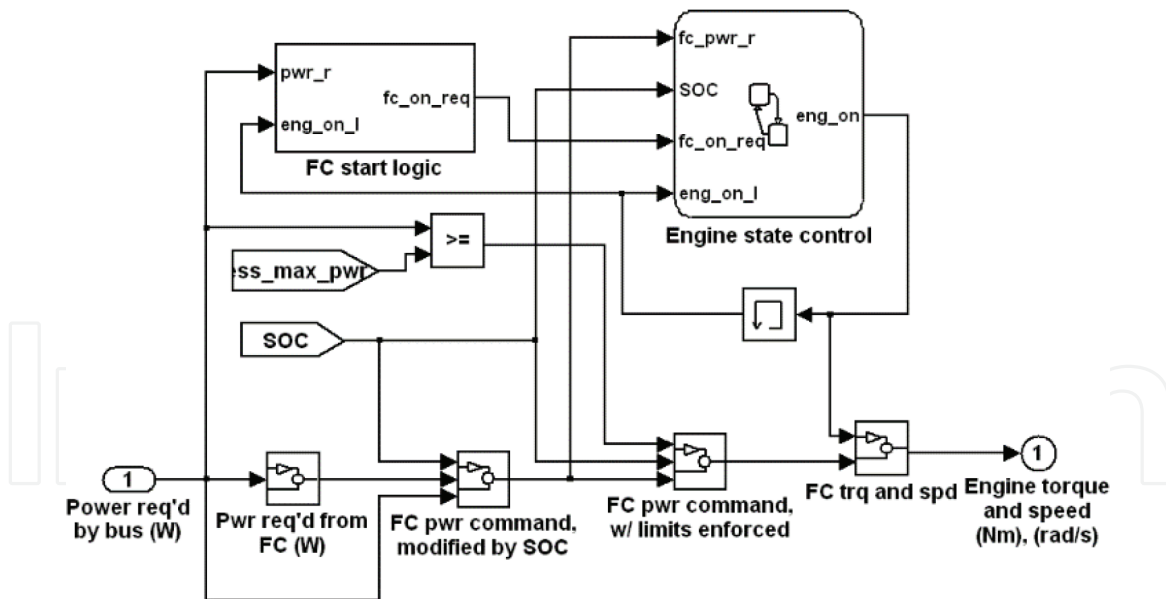 fc_pwr_r
pwr_r
SOC
fc_on_req
eng_on
eng_on_l
fc_on_req
FC start logic
eng_on_l
Engine state control
>=
ess_max_pwr
SOC
1
Power req'd
by bus (W)
Pwr req'd from
FC (W)
FC pwr command,
modified by SOC
FC pwr command,
w/ limits enforced
FC trq and spd
1
Engine torque
and speed
(Nm), (rad/s)